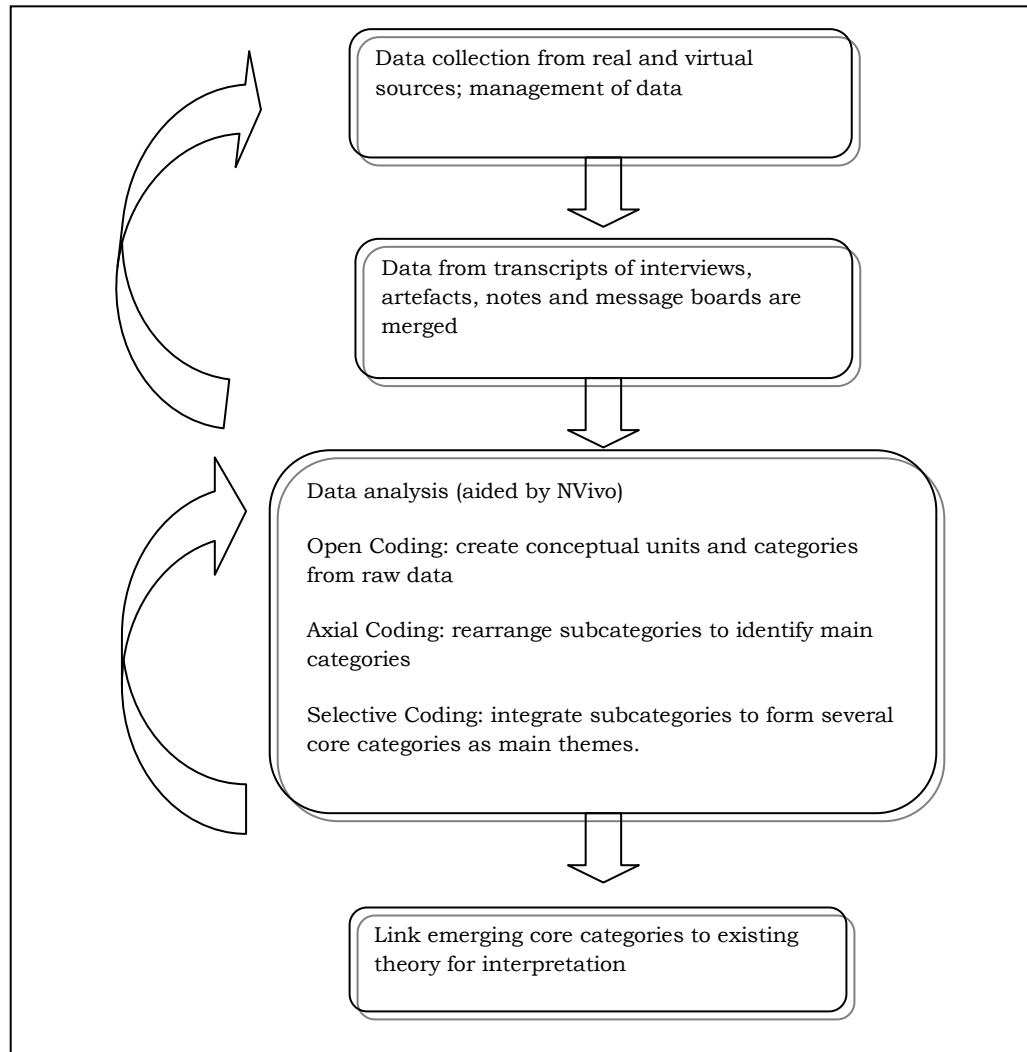 Data collection from real and virtual
sources; management of data
Data from transcripts of interviews,
artefacts, notes and message boards are
merged
Data analysis (aided by NVivo)
Open Coding: create conceptual units and categories
from raw data
Axial Coding: rearrange subcategories to identify main
categories
Selective Coding: integrate subcategories to form several
core categories as main themes.
Link emerging core categories to existing
theory for interpretation